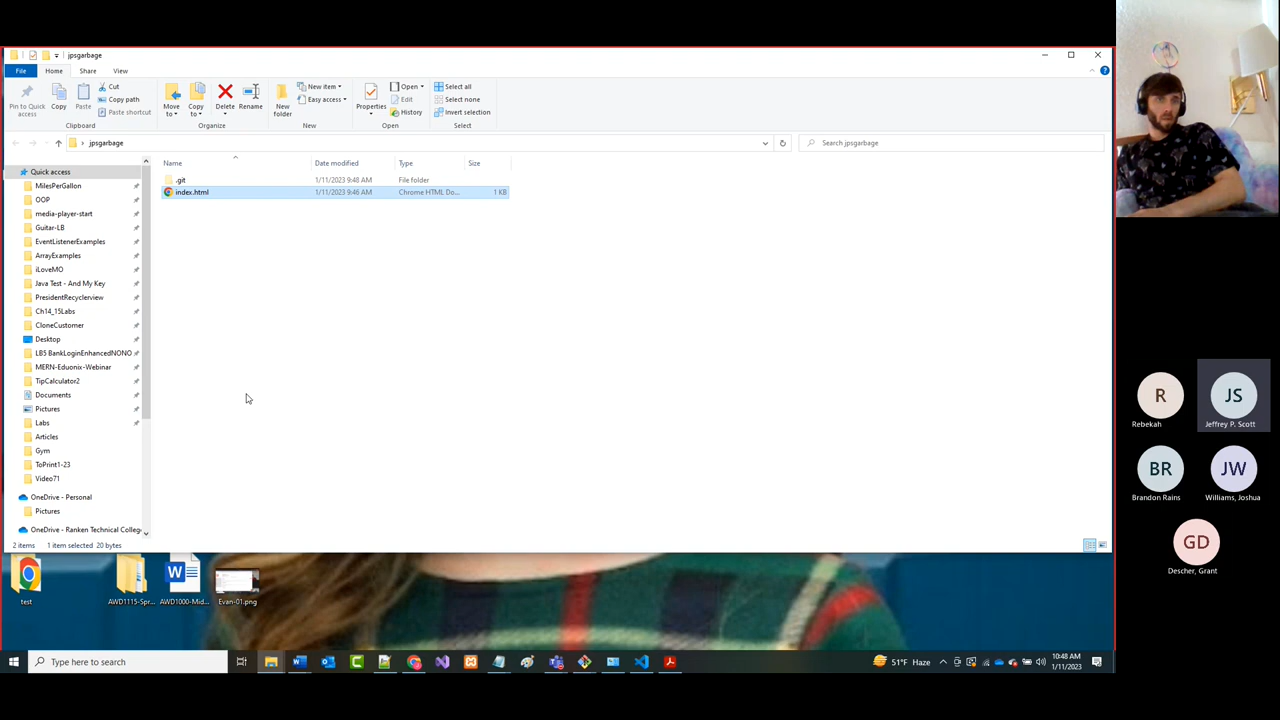 jpsgarbage
File Home Share View
Pin to Quick access
Copy
Paste
Cut
Copy path
Paste shortcut
Clipboard
Move to
Copy to
Delete
Rename
Organize
New folder
New item
Easy access
New
Properties
Open
Edit
History
Open
Select all
Select none
Invert selection
Select
jpsgarbage
Search jpsgarbage
Name Date modified Type Size
.git 1/11/2023 9:48 AM File folder
index.html 1/11/2023 9:46 AM Chrome HTML Do... 1 KB
Quick access
MilesPerGallon
OOP
media-player-start
Guitar-LB
EventListenerExamples
ArrayExamples
iLoveMO
Java Test - And My Key
PresidentRecyclerview
Ch14_15Labs
CloneCustomer
Desktop
LB5 BankLoginEnhancedNONO
MERN-Eduonix-Webinar
TipCalculator2
Documents
Pictures
Labs
Articles
Gym
ToPrint1-23
Video71
OneDrive - Personal
Pictures
OneDrive - Ranken Technical Colleg
2 items 1 item selected 20 bytes
test
AWD1115-Spr...
AWD1000-Mid...
Evan-01.png
Type here to search
51°F Haze
10:48 AM
1/11/2023
R
Rebekah
JS
Jeffrey P. Scott
BR
Brandon Rains
JW
Williams, Joshua
GD
Descher, Grant